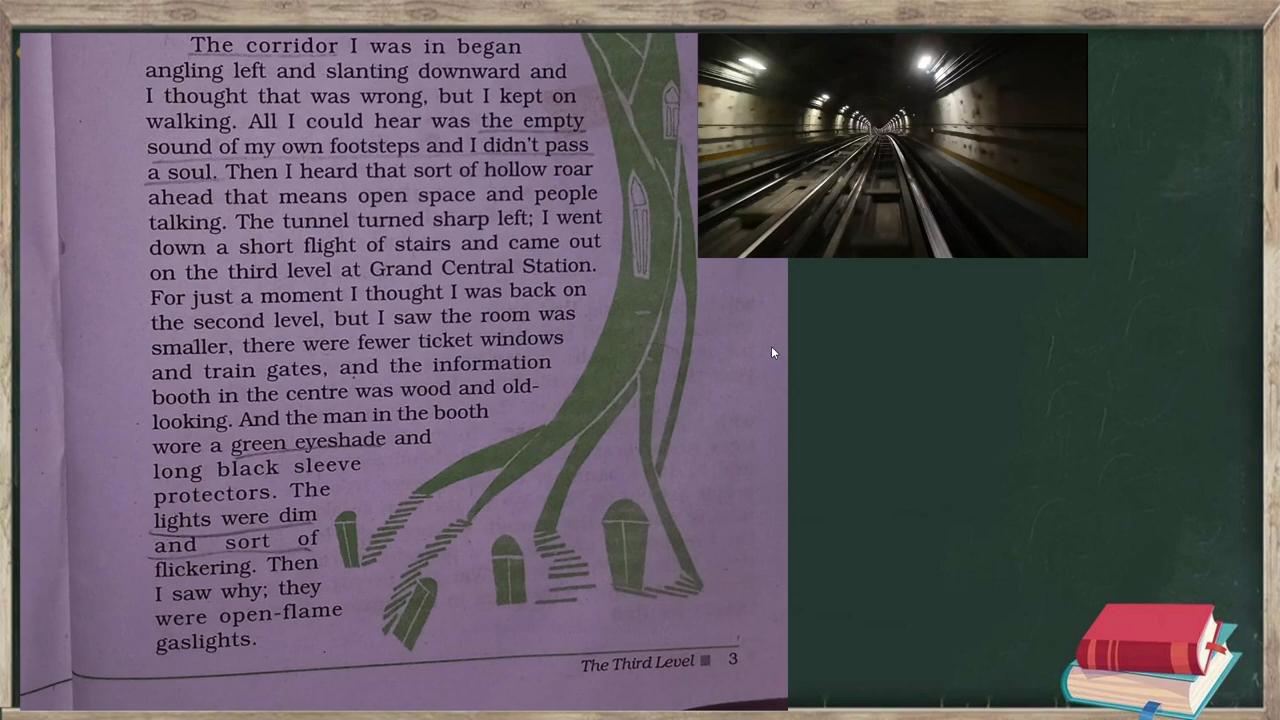 The corridor I was in began
angling left and slanting downward and
I thought that was wrong, but I kept on
walking. All I could hear was the empty
sound of my own footsteps and I didn't pass
a soul. Then I heard that sort of hollow roar
ahead that means open space and people
talking. The tunnel turned sharp left; I went
down a short flight of stairs and came out
on the third level at Grand Central Station.
For just a moment I thought I was back on
the second level, but I saw the room was
smaller, there were fewer ticket windows
and train gates, and the information
booth in the centre was wood and old-
looking. And the man in the booth
wore a green eyeshade and
long black sleeve
protectors. The
lights were dim
and sort of
flickering. Then
I saw why; they
were open-flame
gaslights.
The Third Level 3